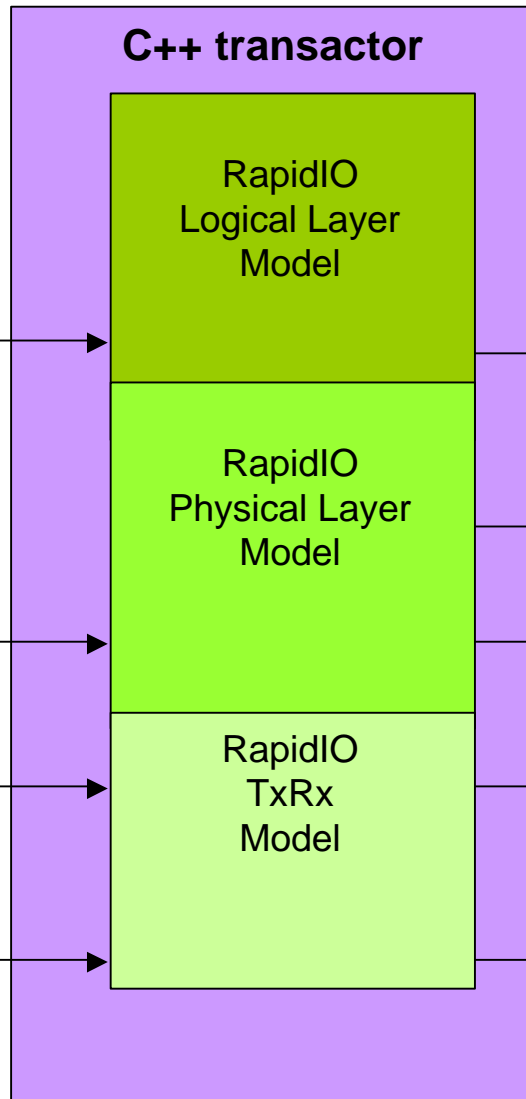 C++ transactor
RapidIO
Logical Layer
Model
RapidIO
Physical Layer
Model
RapidIO
TxRx
Model